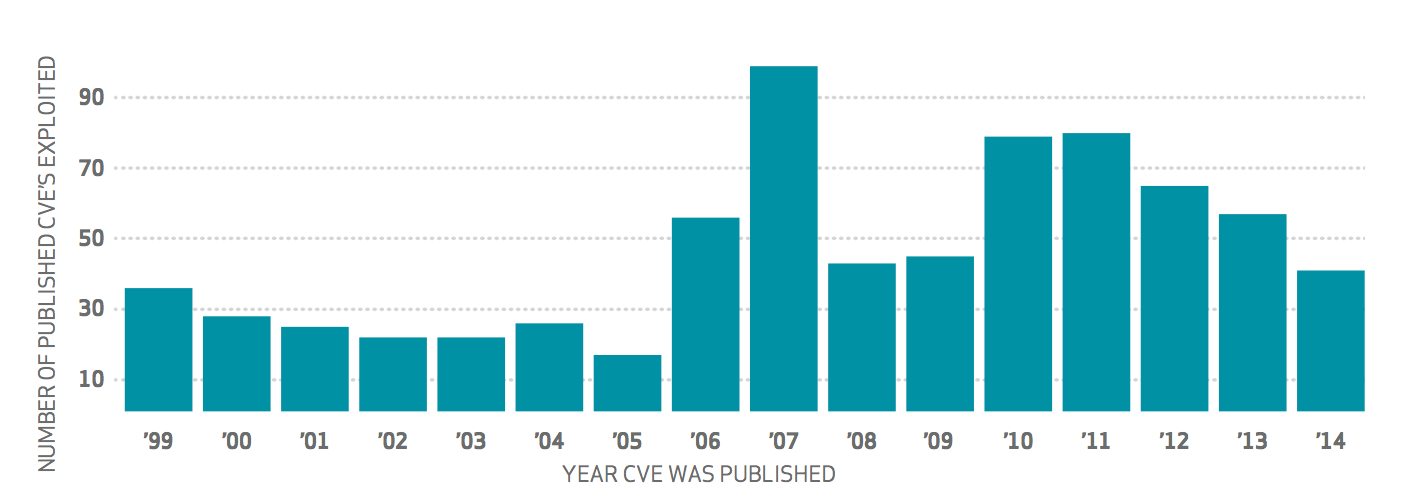 NUMBER OF PUBLISHED CVE'S EXPLOITED
90
70
50
30
10
’99 ’00 ’01 ’02 ’03 ’04 ’05 ’06 ’07 ’08 ’09 ’10 ’11 ’12 ’13 ’14
YEAR CVE WAS PUBLISHED